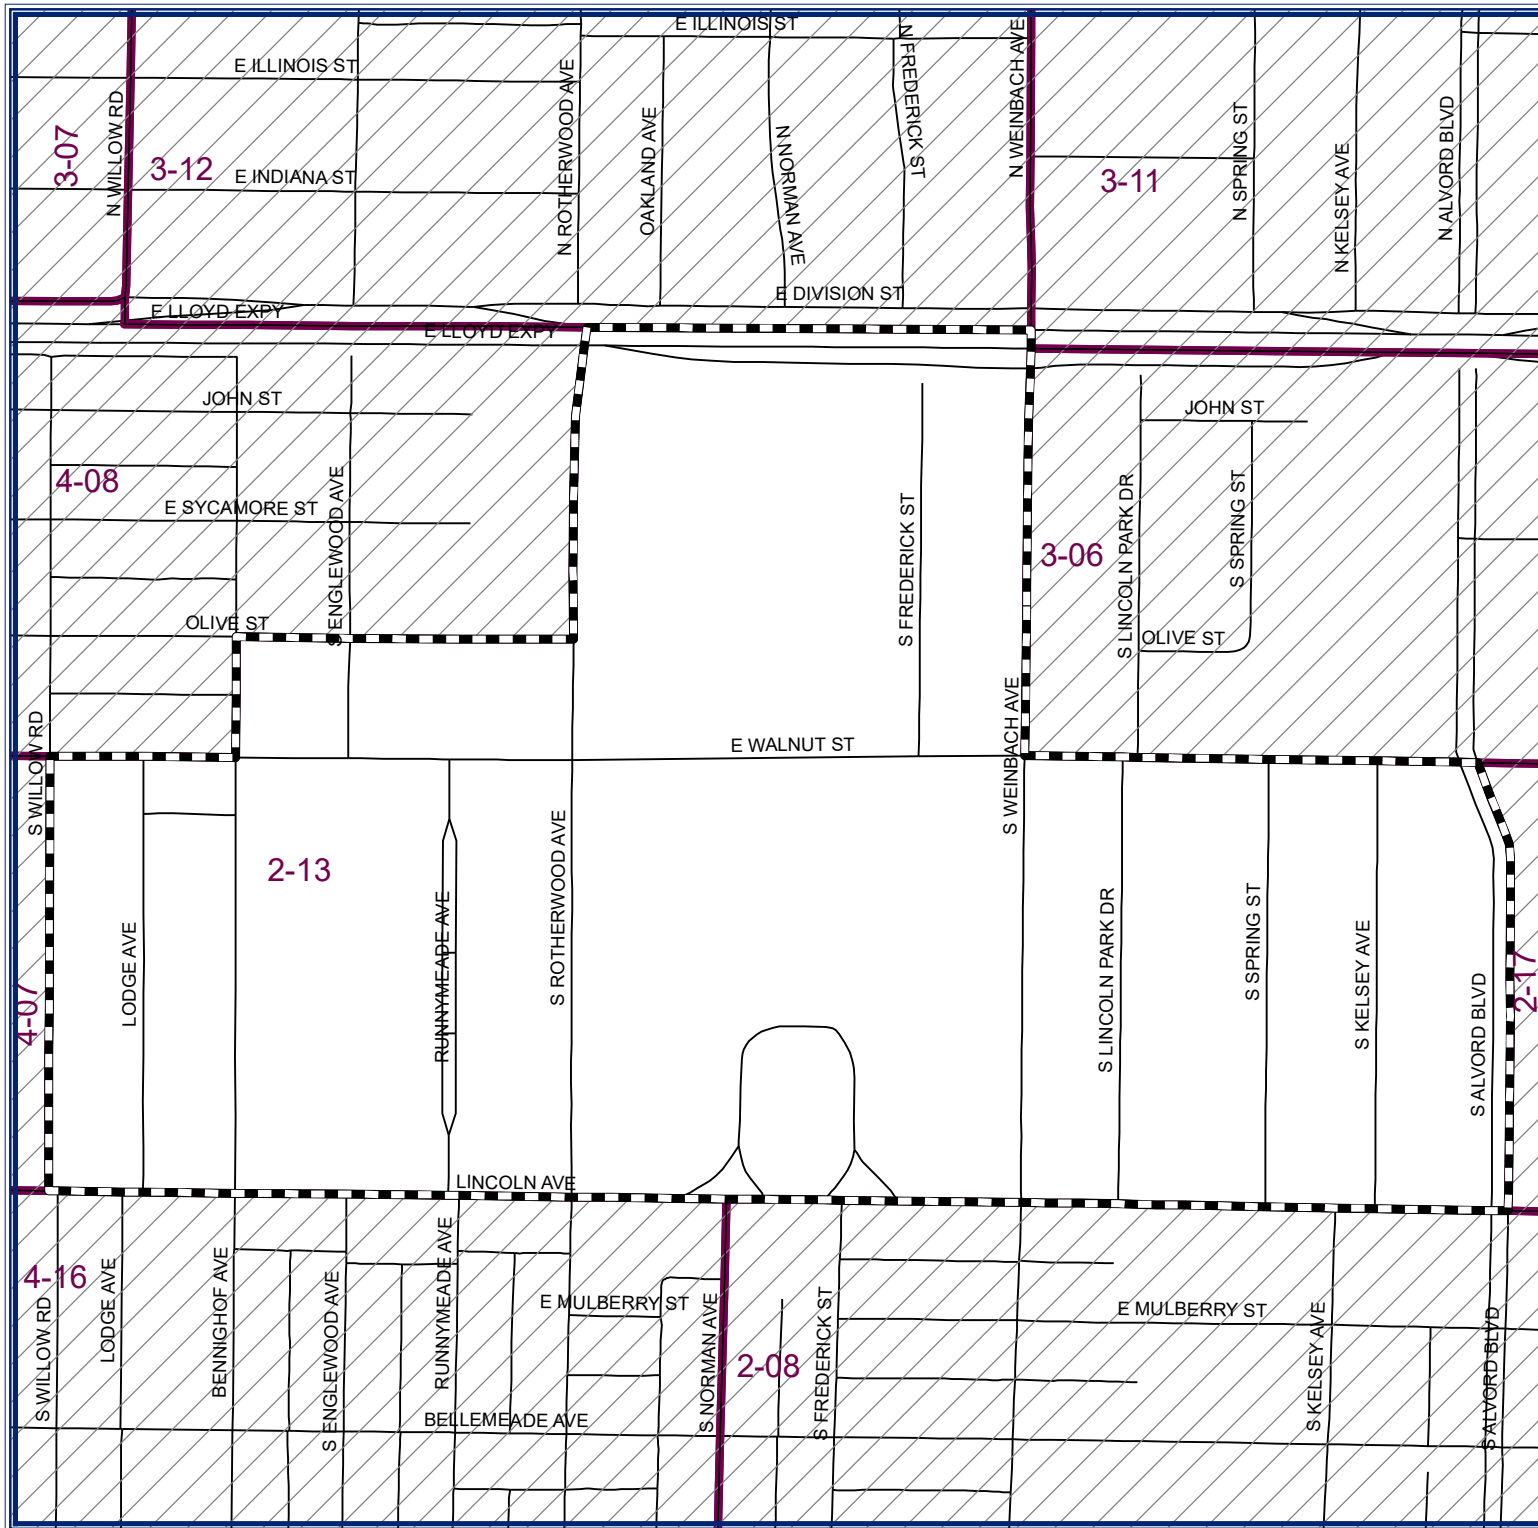 E ILLINOIS ST
E ILLINOIS ST
N FREDERICK ST
N WEINBACH AVE
N ROTHERWOOD AVE
N WILLOW RD
OAKLAND AVE
N NORMAN AVE
N SPRING ST
N KELSEY AVE
N ALVORD BLVD
3-07
3-12
3-11
E INDIANA ST
E DIVISION ST
E LLOYD EXPY
E LLOYD EXPY
JOHN ST
JOHN ST
4-08
E SYCAMORE ST
S ENGLEWOOD AVE
S FREDERICK ST
3-06
S LINCOLN PARK DR
S SPRING ST
OLIVE ST
OLIVE ST
S WILLOW RD
E WALNUT ST
S WEINBACH AVE
2-13
LODGE AVE
RUNNYMEADE AVE
S ROTHERWOOD AVE
S LINCOLN PARK DR
S SPRING ST
S KELSEY AVE
S ALVORD BLVD
4-07
2-17
LINCOLN AVE
4-16
S WILLOW RD
LODGE AVE
BENNIGHOF AVE
S ENGLEWOOD AVE
RUNNYMEADE AVE
E MULBERRY ST
S NORMAN AVE
2-08
S FREDERICK ST
E MULBERRY ST
S KELSEY AVE
S ALVORD BLVD
BELLEMEADE AVE